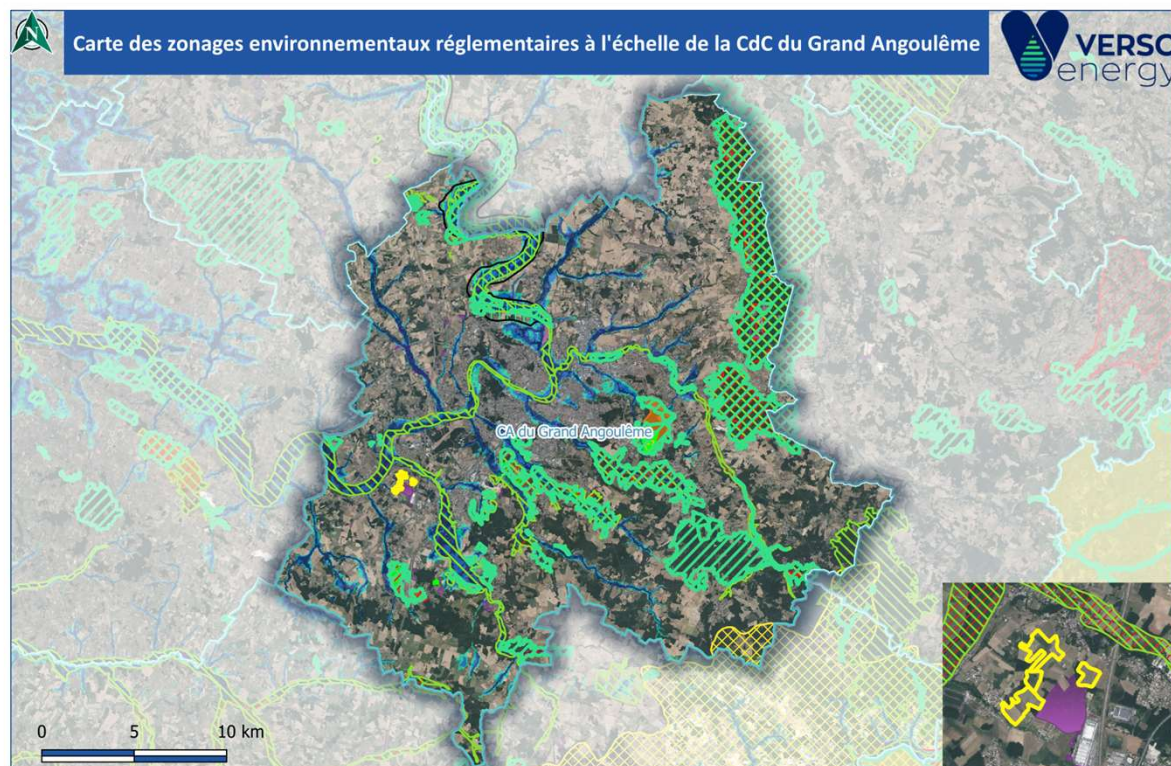 N
Carte des zonages environnementaux réglementaires à l'échelle de la CdC du Grand Angoulême
VERSO
energy
CA du Grand Angoulême
0 5 10 km